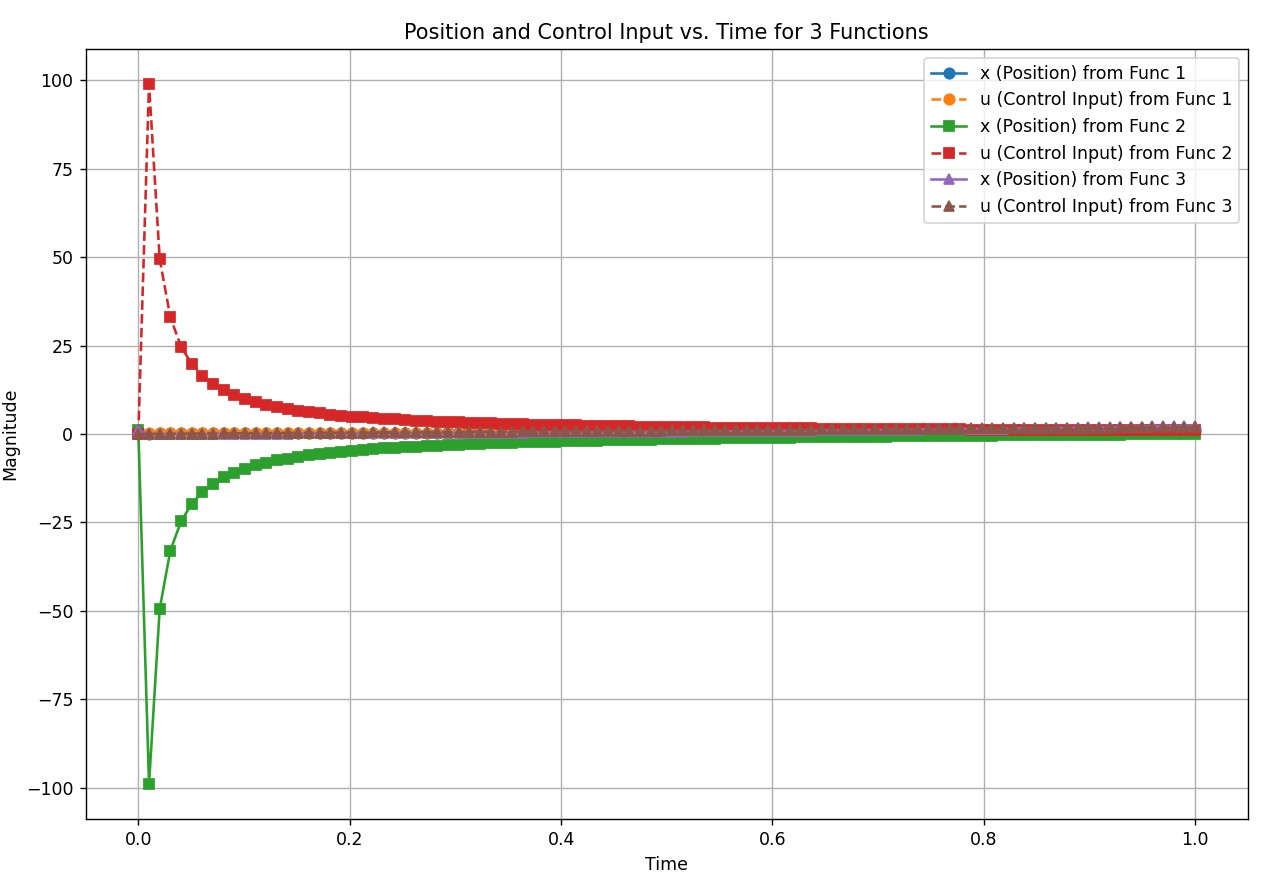 Position and Control Input vs. Time for 3 Functions
x (Position) from Func 1
u (Control Input) from Func 1
x (Position) from Func 2
u (Control Input) from Func 2
x (Position) from Func 3
u (Control Input) from Func 3
Magnitude
100
75
50
25
0
−25
−50
−75
−100
0.0 0.2 0.4 0.6 0.8 1.0
Time